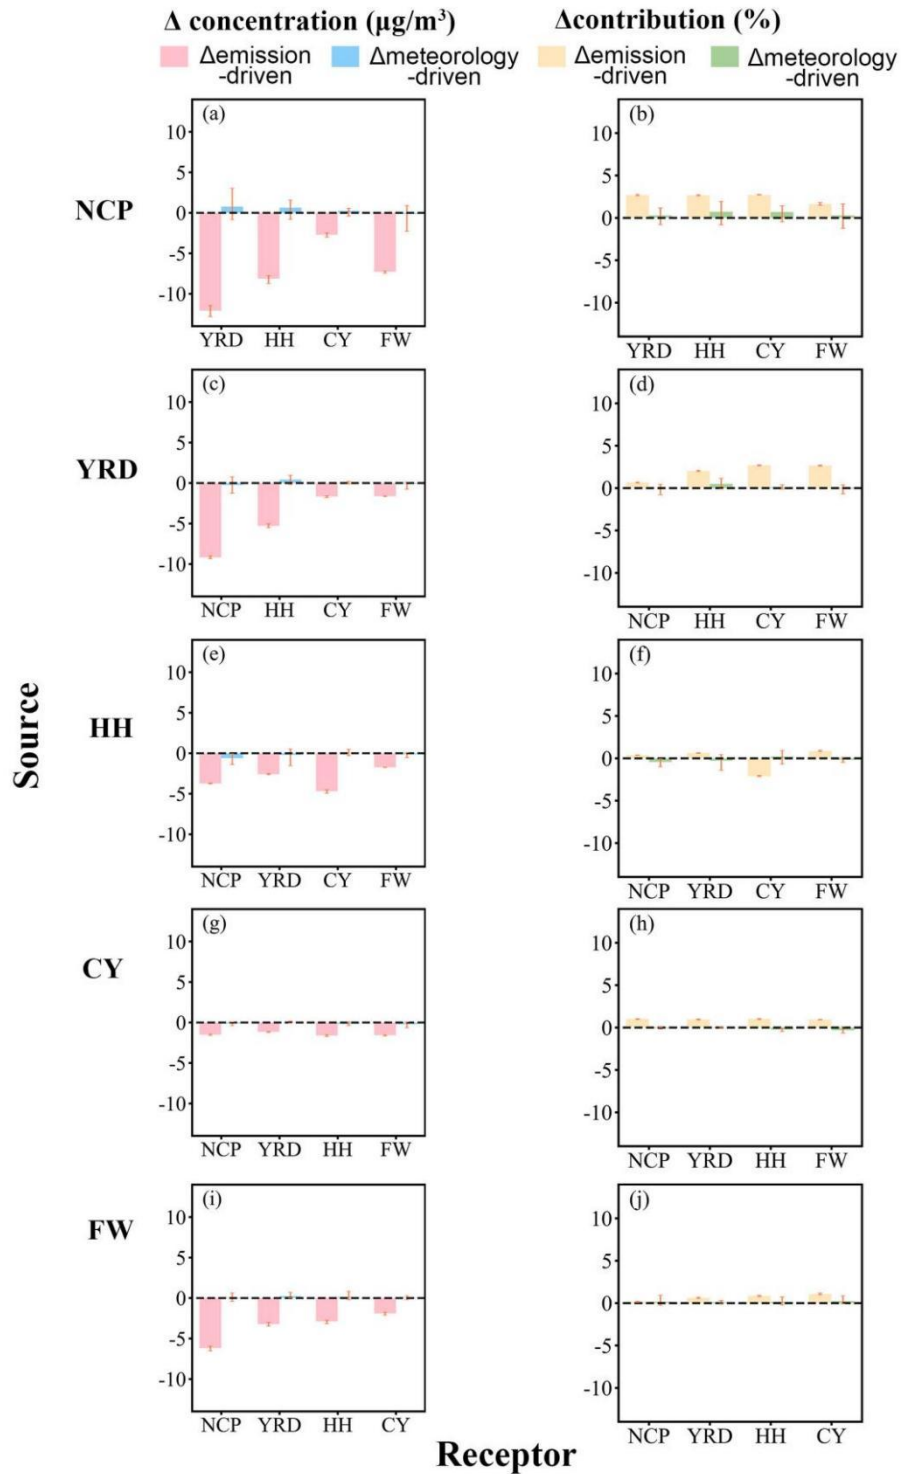 Δ concentration (μg/m³)
Δcontribution (%)
Δemission
-driven
Δmeteorology
-driven
Δemission
-driven
Δmeteorology
-driven
Source
NCP
(a)
10
5
0
-5
-10
YRD HH CY FW
(b)
10
5
0
-5
-10
YRD HH CY FW
YRD
(c)
10
5
0
-5
-10
NCP HH CY FW
(d)
10
5
0
-5
-10
NCP HH CY FW
HH
(e)
10
5
0
-5
-10
NCP YRD CY FW
(f)
10
5
0
-5
-10
NCP YRD CY FW
CY
(g)
10
5
0
-5
-10
NCP YRD HH FW
(h)
10
5
0
-5
-10
NCP YRD HH FW
FW
(i)
10
5
0
-5
-10
NCP YRD HH CY
(j)
10
5
0
-5
-10
NCP YRD HH CY
Receptor